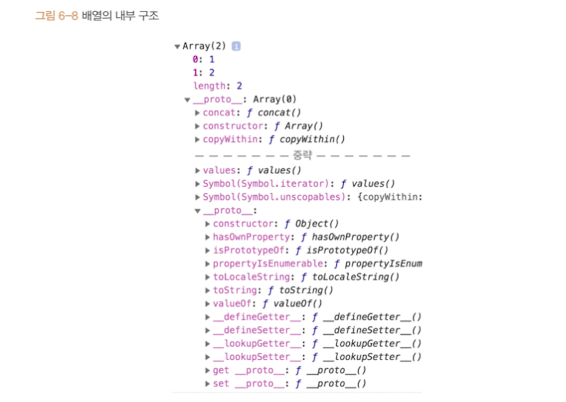 그림 6-8 배열의 내부 구조
▼Array(2) i
0: 1
1: 2
length: 2
▼__proto__: Array(0)
▶concat: ƒ concat()
▶constructor: ƒ Array()
▶copyWithin: ƒ copyWithin()
— — — — — — — 중략 — — — — — — —
▶values: ƒ values()
▶Symbol(Symbol.iterator): ƒ values()
▶Symbol(Symbol.unscopables): {copyWithin:
▼__proto__:
▶constructor: ƒ Object()
▶hasOwnProperty: ƒ hasOwnProperty()
▶isPrototypeOf: ƒ isPrototypeOf()
▶propertyIsEnumerable: ƒ propertyIsEnum
▶toLocaleString: ƒ toLocaleString()
▶toString: ƒ toString()
▶valueOf: ƒ valueOf()
▶__defineGetter__: ƒ __defineGetter__()
▶__defineSetter__: ƒ __defineSetter__()
▶__lookupGetter__: ƒ __lookupGetter__()
▶__lookupSetter__: ƒ __lookupSetter__()
▶get __proto__: ƒ __proto__()
▶set __proto__: ƒ __proto__()